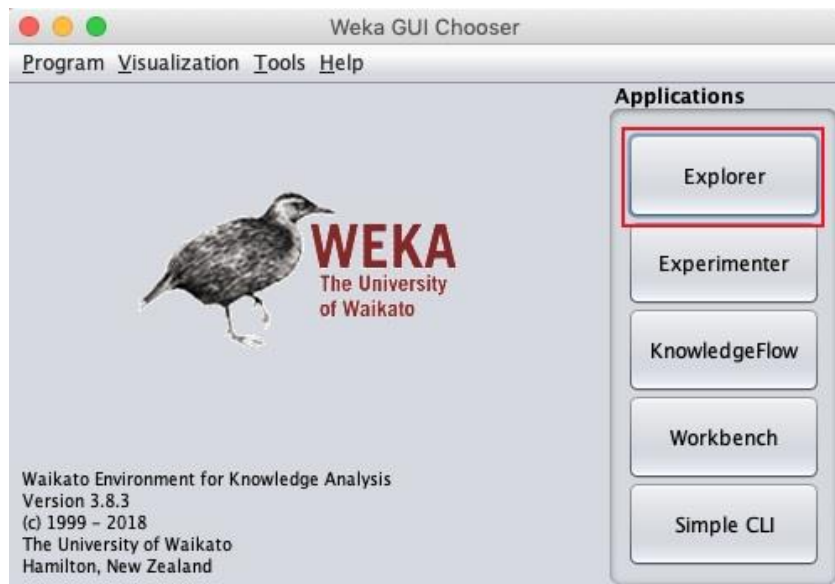 Weka GUI Chooser
Program Visualization Tools Help
Applications
Explorer
Experimenter
KnowledgeFlow
Workbench
Simple CLI
WEKA
The University
of Waikato
Waikato Environment for Knowledge Analysis
Version 3.8.3
(c) 1999 - 2018
The University of Waikato
Hamilton, New Zealand